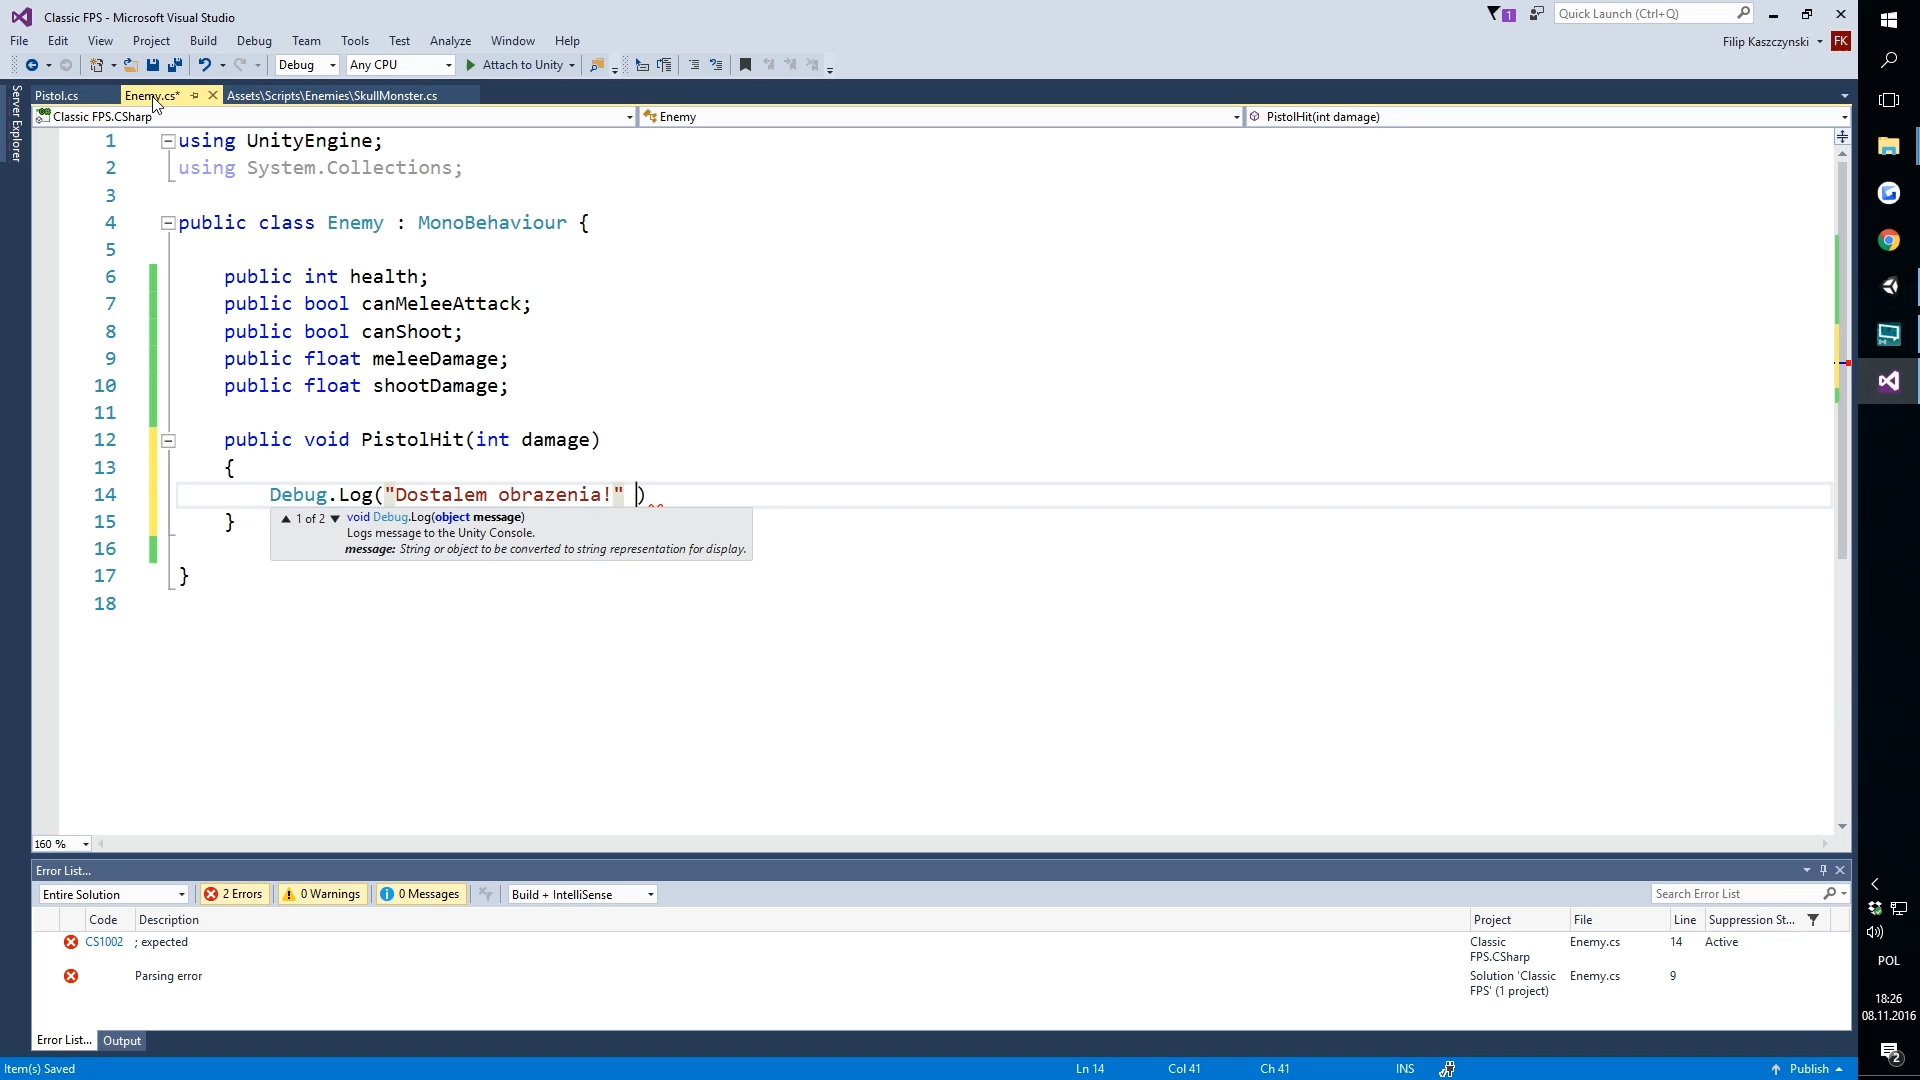 Classic FPS - Microsoft Visual Studio
1
Quick Launch (Ctrl+Q)
File Edit View Project Build Debug Team Tools Test Analyze Window Help
Filip Kaszczynski FK
Debug Any CPU Attach to Unity
Server Explorer
Pistol.cs Enemy.cs* Assets\Scripts\Enemies\SkullMonster.cs
Classic FPS.CSharp Enemy PistolHit(int damage)
1 using UnityEngine;
2 using System.Collections;
3
4 public class Enemy : MonoBehaviour {
5
6 public int health;
7 public bool canMeleeAttack;
8 public bool canShoot;
9 public float meleeDamage;
10 public float shootDamage;
11
12 public void PistolHit(int damage)
13 {
14 Debug.Log("Dostalem obrazenia!" )
15 }
1 of 2 void Debug.Log(object message)
Logs message to the Unity Console.
message: String or object to be converted to string representation for display.
16
17 }
18
160 %
Error List...
Entire Solution 2 Errors 0 Warnings 0 Messages Build + IntelliSense Search Error List
Code Description Project File Line Suppression St...
CS1002 ; expected Classic FPS.CSharp Enemy.cs 14 Active
Parsing error Solution 'Classic FPS' (1 project) Enemy.cs 9
Error List... Output
Item(s) Saved Ln 14 Col 41 Ch 41 INS Publish
POL
18:26
08.11.2016
2